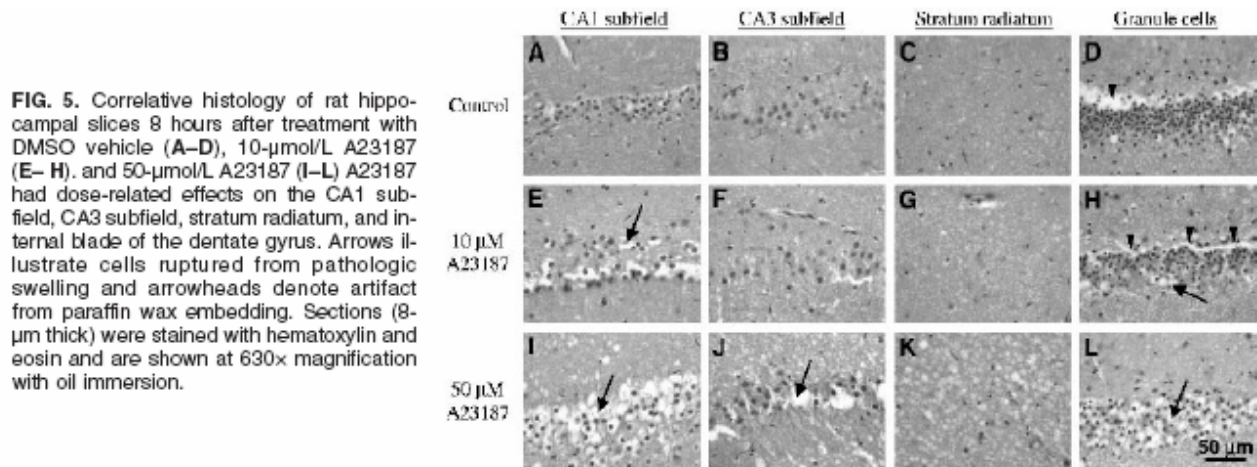 FIG. 5. Correlative histology of rat hippo-
campal slices 8 hours after treatment with
DMSO vehicle (A–D), 10-μmol/L A23187
(E– H). and 50-μmol/L A23187 (I–L) A23187
had dose-related effects on the CA1 sub-
field, CA3 subfield, stratum radiatum, and in-
ternal blade of the dentate gyrus. Arrows il-
lustrate cells ruptured from pathologic
swelling and arrowheads denote artifact
from paraffin wax embedding. Sections (8-
μm thick) were stained with hematoxylin and
eosin and are shown at 630× magnification
with oil immersion.
CA1 subfield CA3 subfield Stratum radiatum Granule cells
Control
A B C D
10 μM
A23187
E F G H
50 μM
A23187
I J K L
50 μm